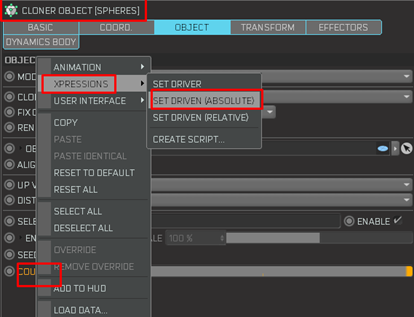 CLONER OBJECT [SPHERES]
BASIC COORD. OBJECT TRANSFORM EFFECTORS
DYNAMICS BODY
OBJEC
MOD
CLON
FIX C
REN
OB
ALIG
UP V
DIST
SELE ENABLE
EN ALE 100 %
SEED
COU
ANIMATION
XPRESSIONS
USER INTERFACE
COPY
PASTE
PASTE IDENTICAL
RESET TO DEFAULT
RESET ALL
SELECT ALL
DESELECT ALL
OVERRIDE
REMOVE OVERRIDE
ADD TO HUD
LOAD DATA...
SET DRIVER
SET DRIVEN (ABSOLUTE)
SET DRIVEN (RELATIVE)
CREATE SCRIPT...